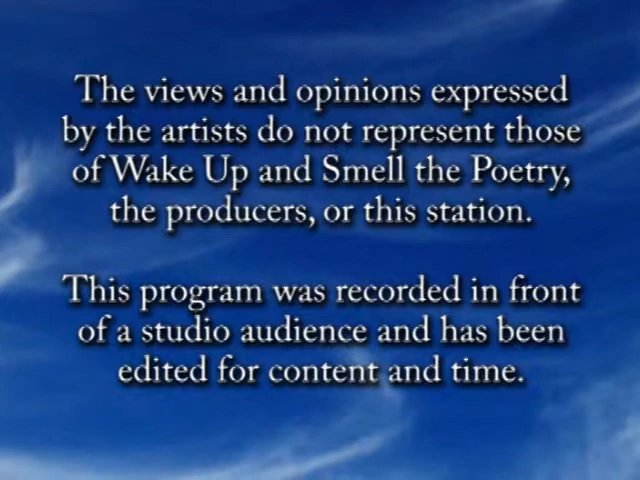 The views and opinions expressed
by the artists do not represent those
of Wake Up and Smell the Poetry,
the producers, or this station.
This program was recorded in front
of a studio audience and has been
edited for content and time.